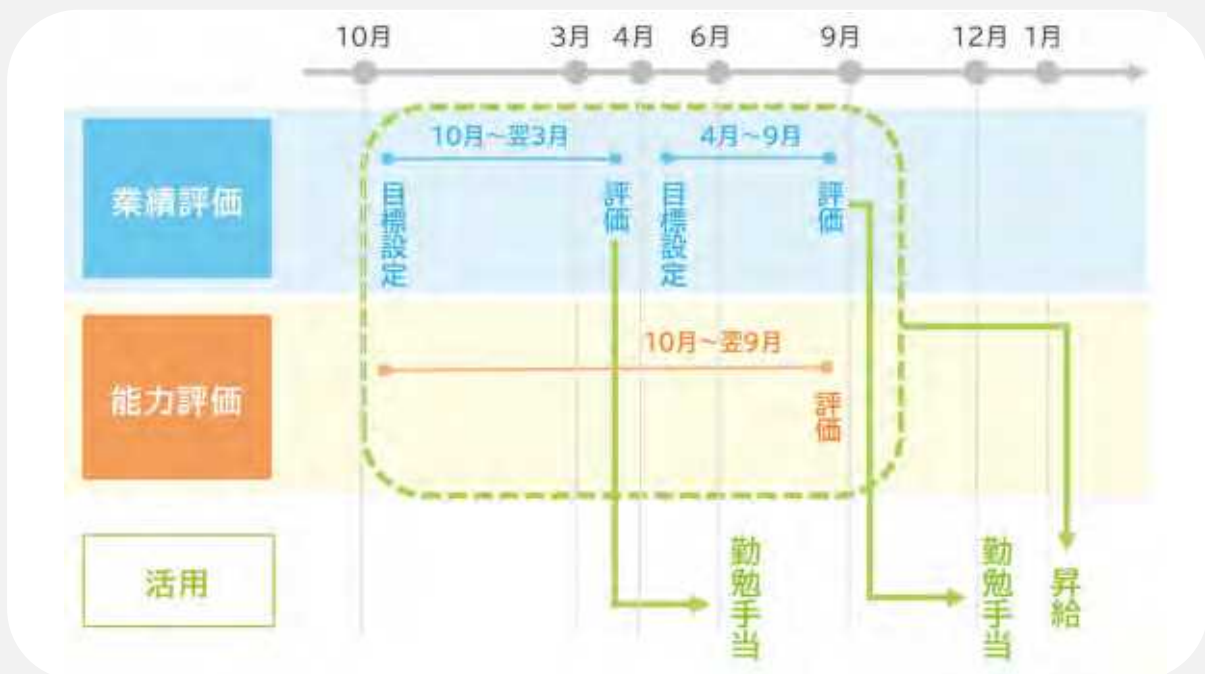 10月 3月 4月 6月 9月 12月 1月
業績評価
10月～翌3月
4月～9月
目標設定
評価
目標設定
評価
能力評価
10月～翌9月
評価
活用
勤勉手当
勤勉手当
昇給